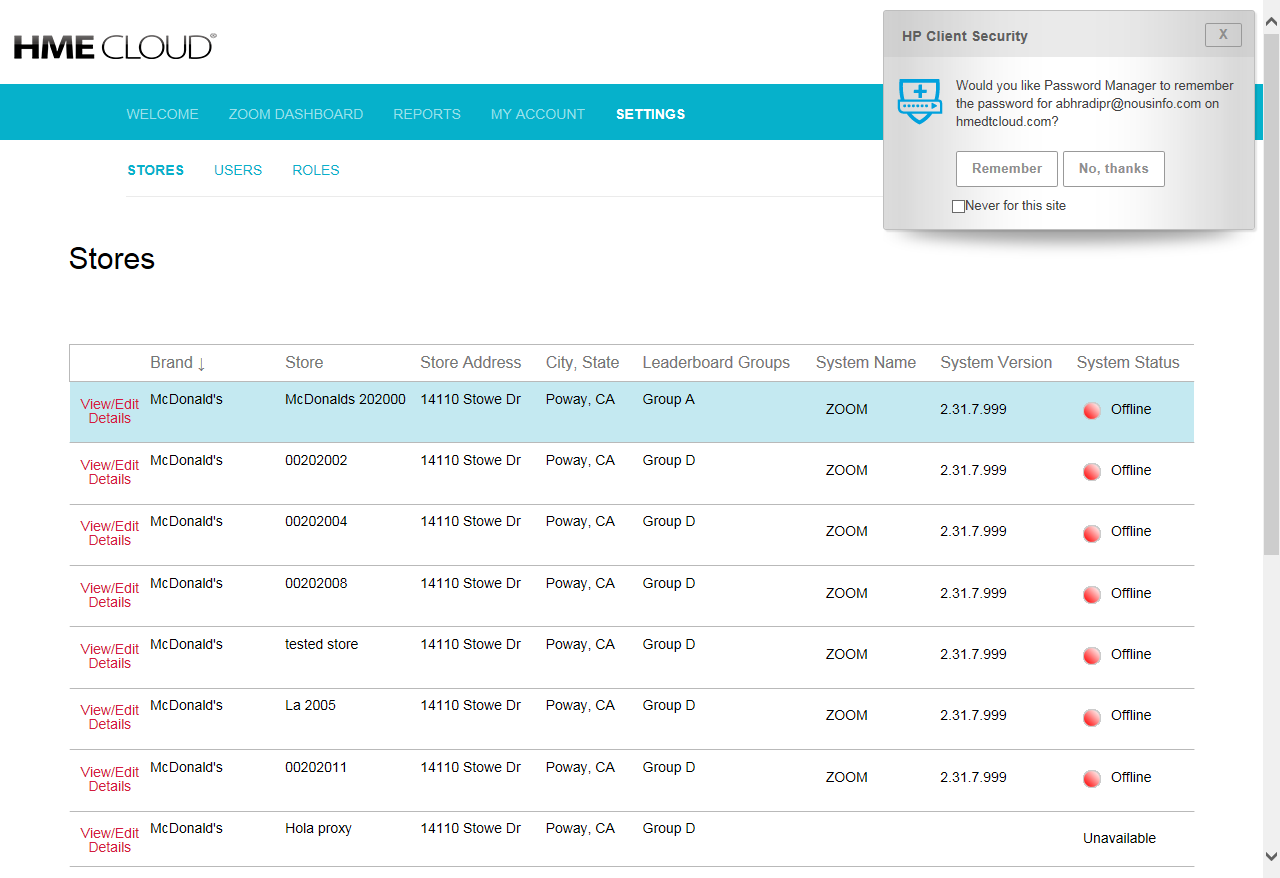 HME CLOUD®
HP Client Security
X
Would you like Password Manager to remember
the password for abhradipr@nousinfo.com on
hmedtcloud.com?
Remember No, thanks
Never for this site
WELCOME ZOOM DASHBOARD REPORTS MY ACCOUNT SETTINGS
STORES USERS ROLES
Stores
Brand ↓ Store Store Address City, State Leaderboard Groups System Name System Version System Status
View/Edit Details McDonald's McDonalds 202000 14110 Stowe Dr Poway, CA Group A ZOOM 2.31.7.999 Offline
View/Edit Details McDonald's 00202002 14110 Stowe Dr Poway, CA Group D ZOOM 2.31.7.999 Offline
View/Edit Details McDonald's 00202004 14110 Stowe Dr Poway, CA Group D ZOOM 2.31.7.999 Offline
View/Edit Details McDonald's 00202008 14110 Stowe Dr Poway, CA Group D ZOOM 2.31.7.999 Offline
View/Edit Details McDonald's tested store 14110 Stowe Dr Poway, CA Group D ZOOM 2.31.7.999 Offline
View/Edit Details McDonald's La 2005 14110 Stowe Dr Poway, CA Group D ZOOM 2.31.7.999 Offline
View/Edit Details McDonald's 00202011 14110 Stowe Dr Poway, CA Group D ZOOM 2.31.7.999 Offline
View/Edit Details McDonald's Hola proxy 14110 Stowe Dr Poway, CA Group D Unavailable